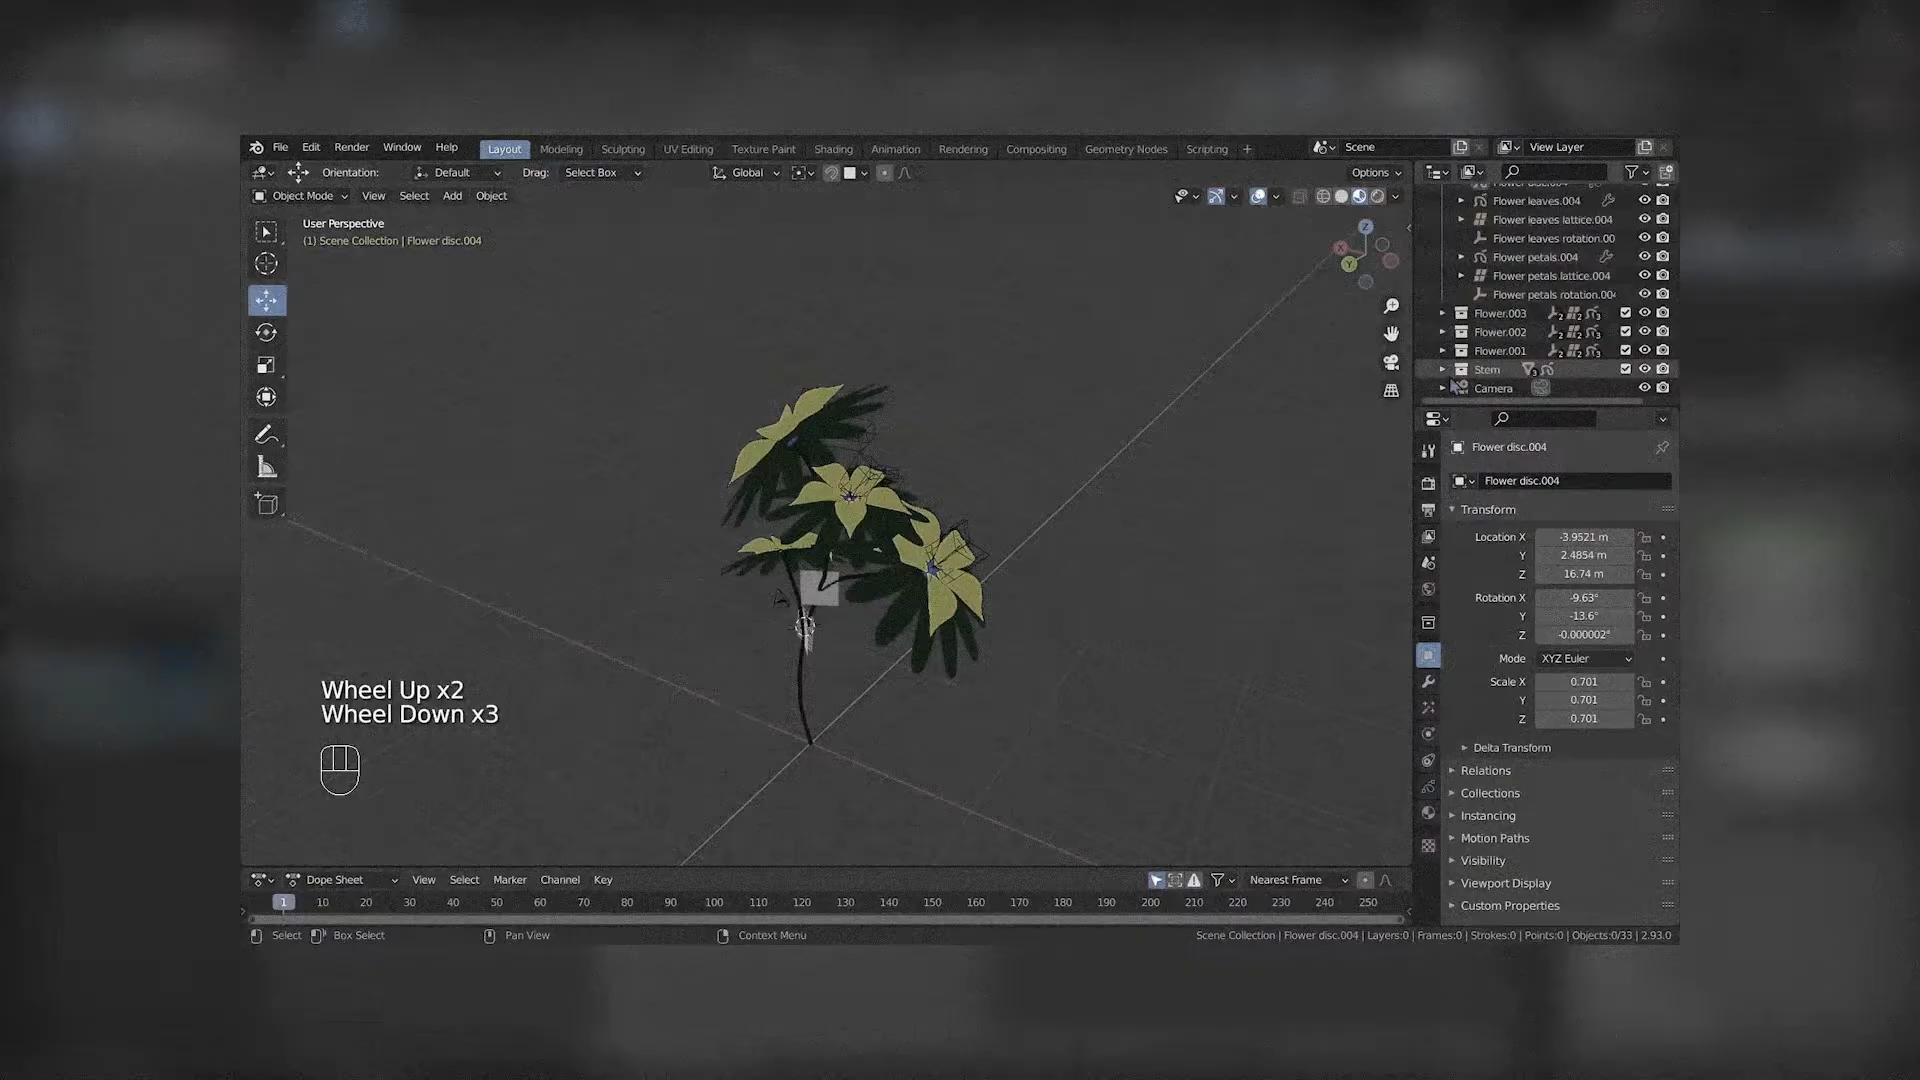 File Edit Render Window Help Layout Modeling Sculpting UV Editing Texture Paint Shading Animation Rendering Compositing Geometry Nodes Scripting + Scene View Layer
Orientation: Default Drag: Select Box Global Options
Object Mode View Select Add Object
User Perspective
(1) Scene Collection | Flower disc.004
Flower leaves.004
Flower leaves lattice.004
Flower leaves rotation.00
Flower petals.004
Flower petals lattice.004
Flower petals rotation.004
Flower.003
Flower.002
Flower.001
Stem
Camera
Flower disc.004
Flower disc.004
Transform
Location X -3.9521 m
Y 2.4854 m
Z 16.74 m
Rotation X -9.63°
Y -13.6°
Z -0.000002°
Mode XYZ Euler
Scale X 0.701
Y 0.701
Z 0.701
Delta Transform
Relations
Collections
Instancing
Motion Paths
Visibility
Viewport Display
Custom Properties
Z
X
Y
Wheel Up x2
Wheel Down x3
Dope Sheet View Select Marker Channel Key Nearest Frame
1 10 20 30 40 50 60 70 80 90 100 110 120 130 140 150 160 170 180 190 200 210 220 230 240 250
Select Box Select Pan View Context Menu Scene Collection | Flower disc.004 | Layers:0 | Frames:0 | Strokes:0 | Points:0 | Objects:0/33 | 2.93.0